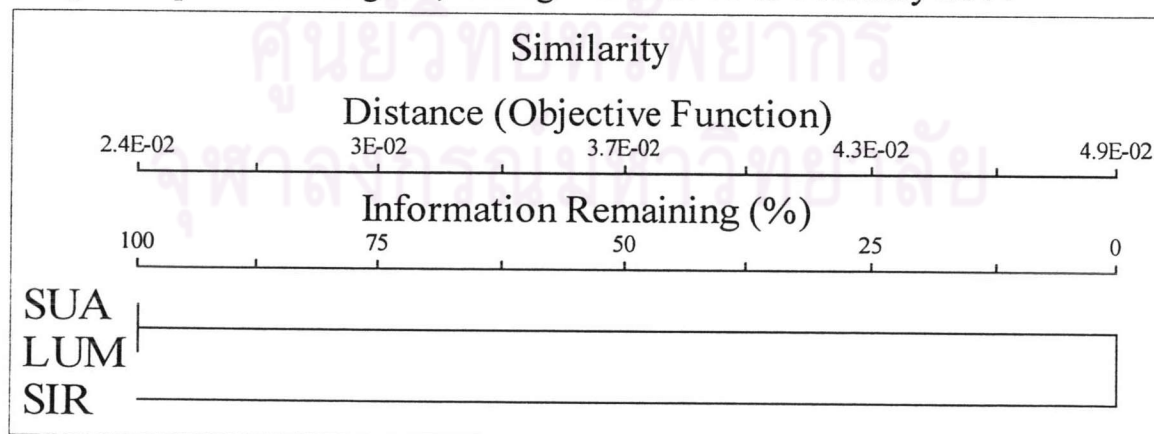 Similarity
ศูนย์วิทยทรัพยากร
Distance (Objective Function)
2.4E-02 3E-02 3.7E-02 4.3E-02 4.9E-02
จุฬาลงกรณ์มหาวิทยาลัย
Information Remaining (%)
100 75 50 25 0
SUA
LUM
SIR